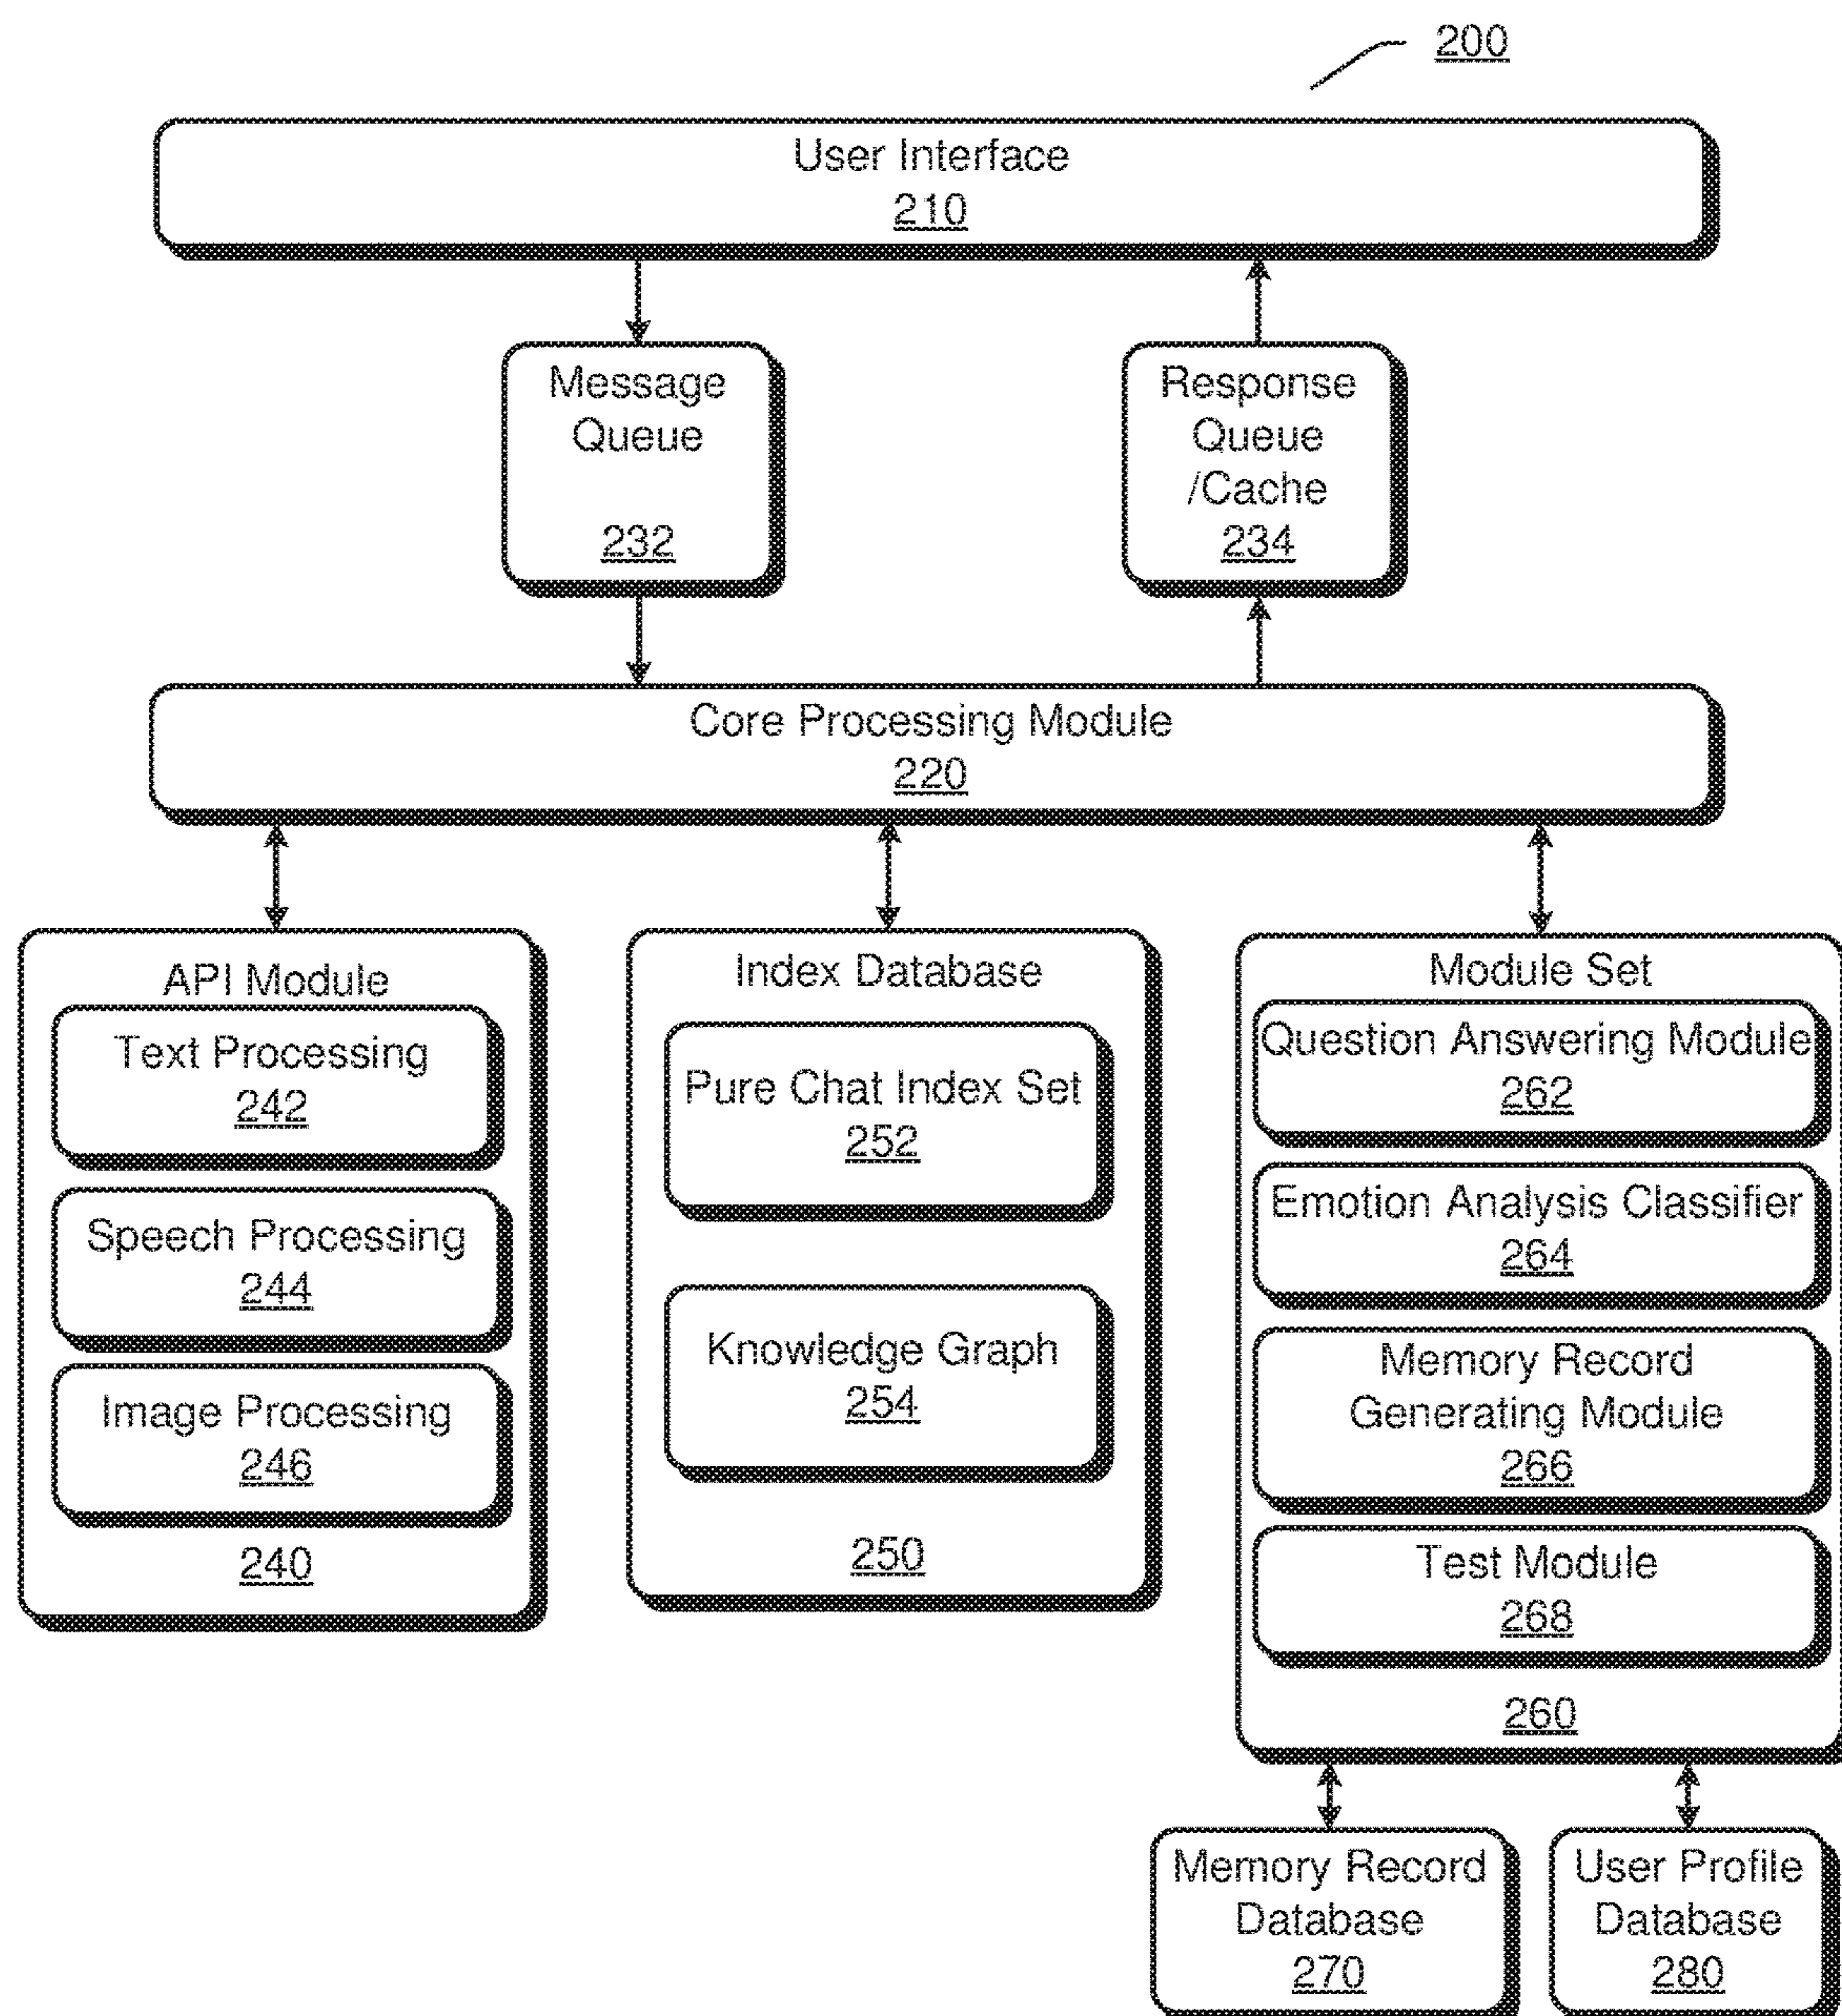 200
User Interface
210
Message
Queue
232
Response
Queue
/Cache
234
Core Processing Module
220
API Module
Text Processing
242
Speech Processing
244
Image Processing
246
240
Index Database
Pure Chat Index Set
252
Knowledge Graph
254
250
Module Set
Question Answering Module
262
Emotion Analysis Classifier
264
Memory Record
Generating Module
266
Test Module
268
260
Memory Record
Database
270
User Profile
Database
280